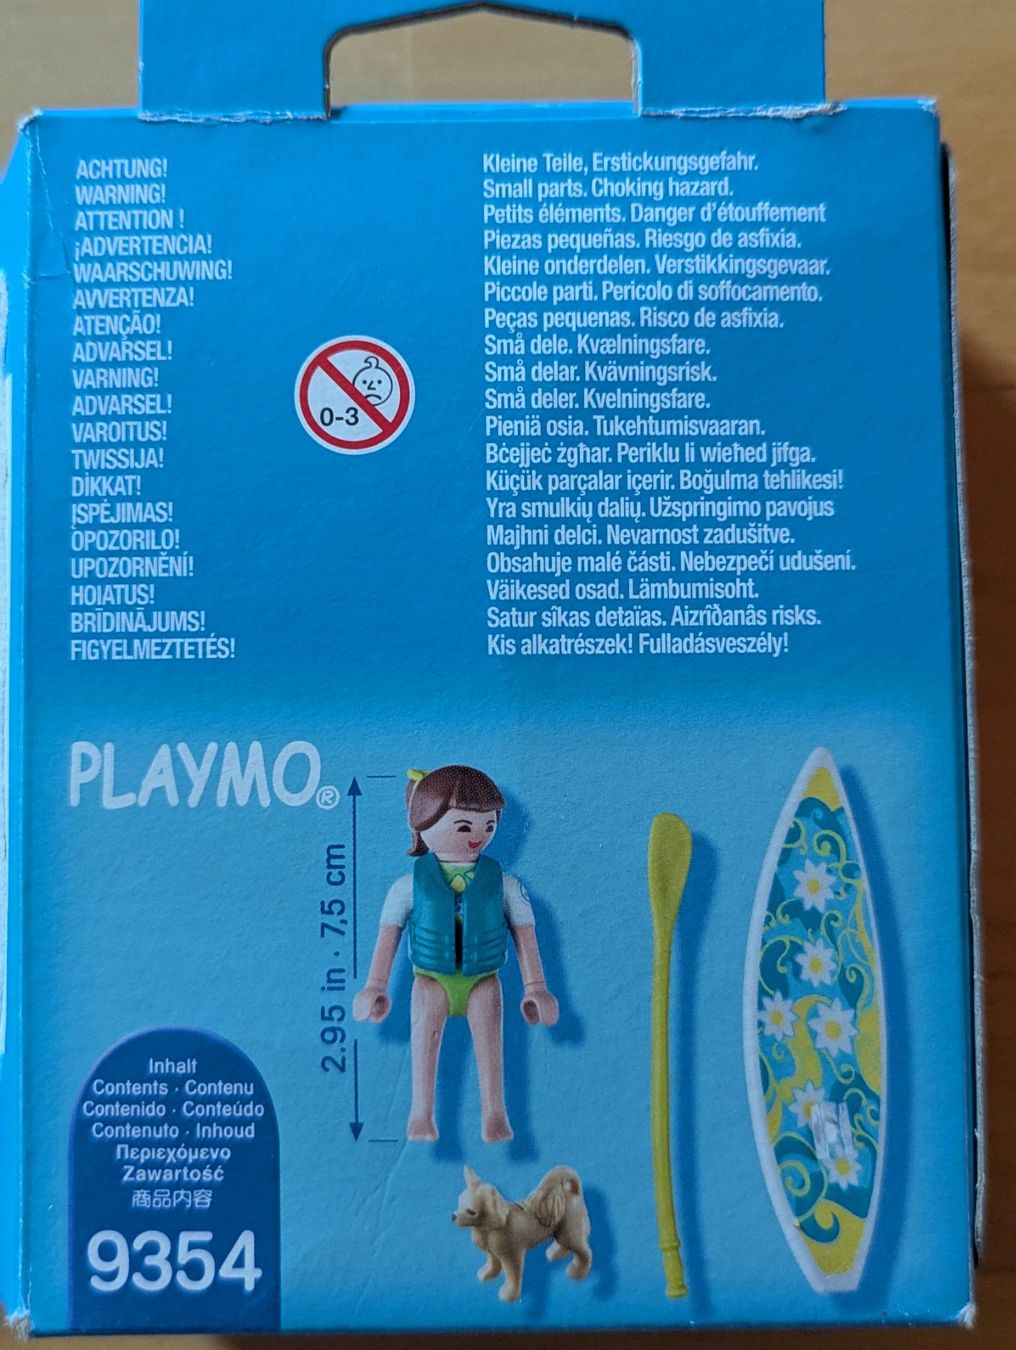 ACHTUNG!
WARNING!
ATTENTION !
¡ADVERTENCIA!
WAARSCHUWING!
AVVERTENZA!
ATENÇÃO!
ADVARSEL!
VARNING!
ADVARSEL!
VAROITUS!
TWISSIJA!
DİKKAT!
ĮSPĖJIMAS!
OPOZORILO!
UPOZORNĚNÍ!
HOIATUS!
BRĪDINĀJUMS!
FIGYELMEZTETÉS!
0-3
Kleine Teile, Erstickungsgefahr.
Small parts. Choking hazard.
Petits éléments. Danger d'étouffement
Piezas pequeñas. Riesgo de asfixia.
Kleine onderdelen. Verstikkingsgevaar.
Piccole parti. Pericolo di soffocamento.
Peças pequenas. Risco de asfixia.
Små dele. Kvælningsfare.
Små delar. Kvävningsrisk.
Små deler. Kvelningsfare.
Pieniä osia. Tukehtumisvaaran.
Bċejjeċ żgħar. Periklu li wieħed jifga.
Küçük parçalar içerir. Boğulma tehlikesi!
Yra smulkių dalių. Užspringimo pavojus
Majhni delci. Nevarnost zadušitve.
Obsahuje malé části. Nebezpečí udušení.
Väikesed osad. Lämbumisoht.
Satur sîkas detaïas. Aizrîðanâs risks.
Kis alkatrészek! Fulladásveszély!
PLAYMO®
2.95 in · 7,5 cm
Inhalt
Contents · Contenu
Contenido · Conteúdo
Contenuto · Inhoud
Περιεχόμενο
Zawartość
商品内容
9354